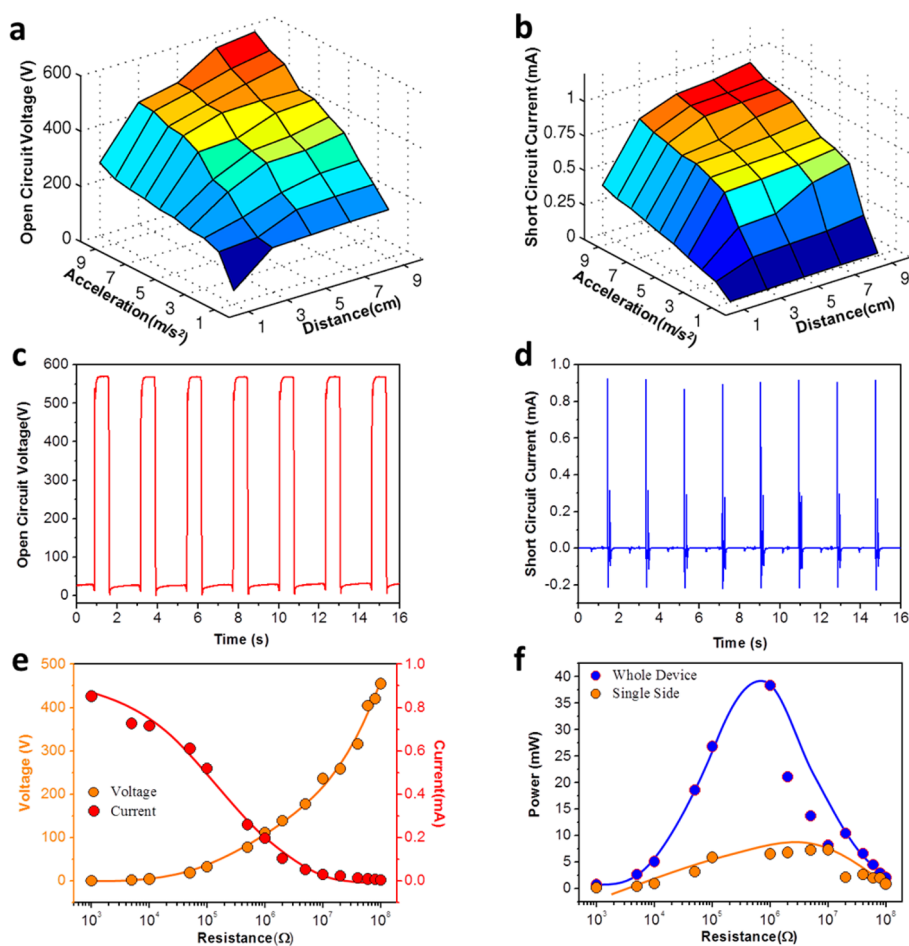 a
Open Circuit Voltage (V)
600
400
200
0
9
7
5
3
1
Acceleration(m/s²)
1
3
5
7
9
Distance(cm)
b
Short Circuit Current (mA)
1
0.75
0.5
0.25
0
9
7
5
3
1
Acceleration(m/s²)
1
3
5
7
9
Distance(cm)
c
Open Circuit Voltage(V)
600
500
400
300
200
100
0
0 2 4 6 8 10 12 14 16
Time (s)
d
Short Circuit Current (mA)
1.0
0.8
0.6
0.4
0.2
0.0
-0.2
0 2 4 6 8 10 12 14 16
Time (s)
e
Voltage (V)
500
400
300
200
100
0
Voltage
Current
1.0
0.8
0.6
0.4
0.2
0.0
Current(mA)
10³ 10⁴ 10⁵ 10⁶ 10⁷ 10⁸
Resistance(Ω)
f
Power (mW)
40
35
30
25
20
15
10
5
0
Whole Device
Single Side
10³ 10⁴ 10⁵ 10⁶ 10⁷ 10⁸
Resistance(Ω)